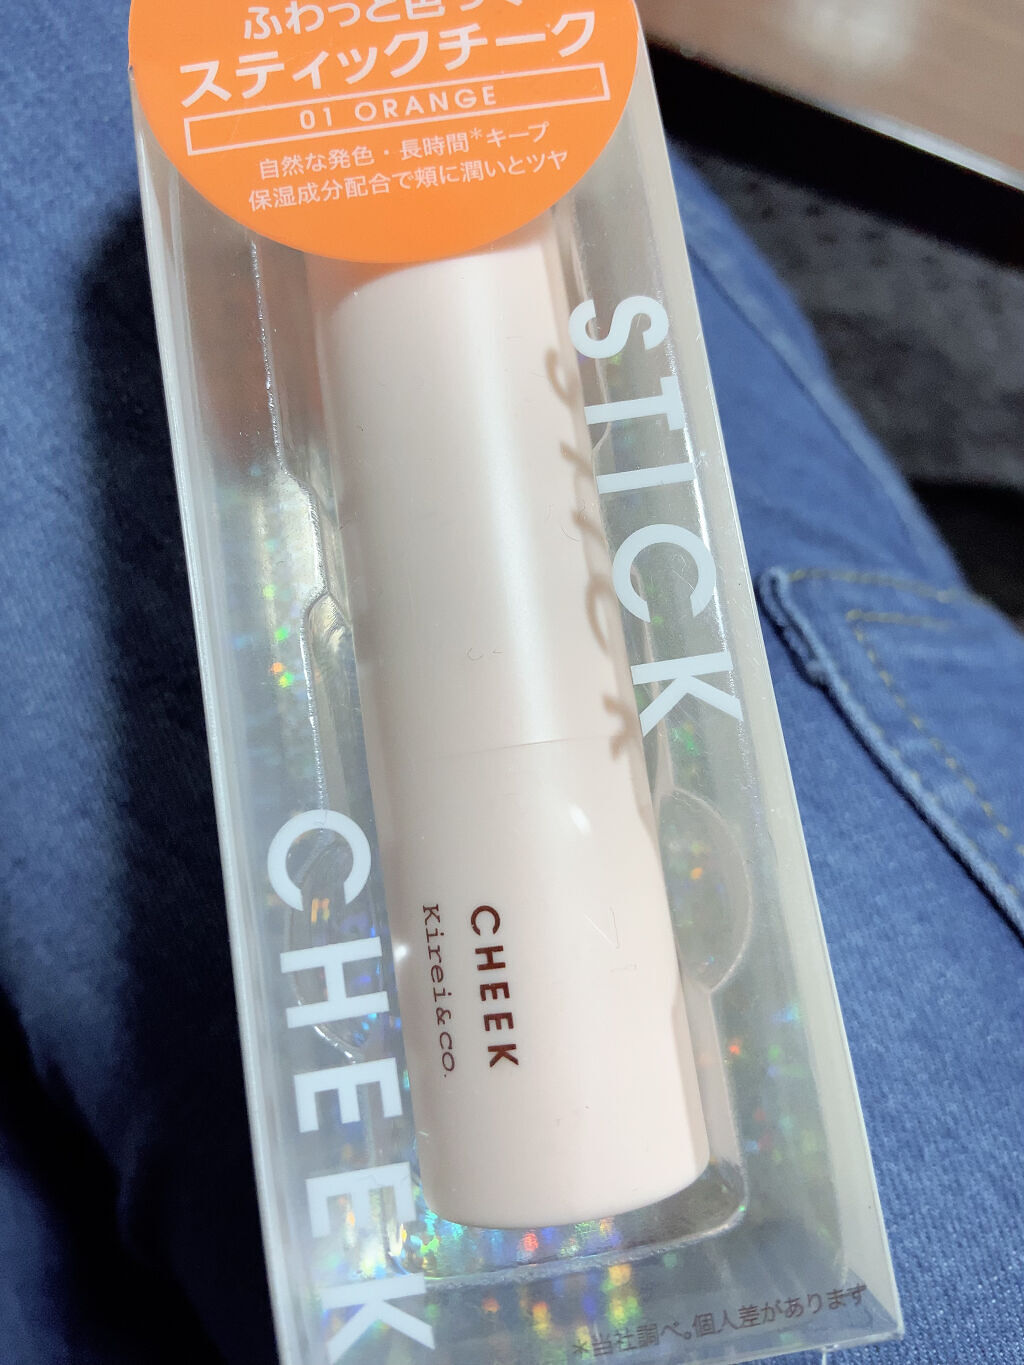 ふわっと色づく
スティックチーク
01 ORANGE
自然な発色・長時間*キープ
保湿成分配合で頬に潤いとツヤ
STICK
CHEEK
CHEEK
Kirei&co.
*当社調べ。個人差があります